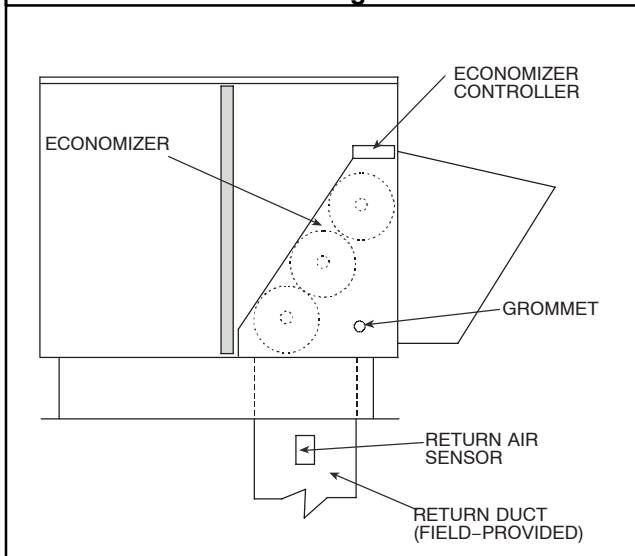 ECONOMIZER
CONTROLLER
ECONOMIZER
GROMMET
RETURN AIR
SENSOR
RETURN DUCT
(FIELD−PROVIDED)